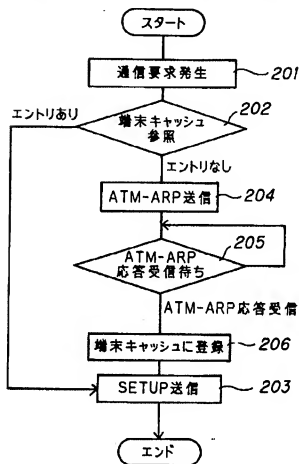 スタート
通信要求発生
201
エントリあり
端末キャッシュ
参照
202
エントリなし
ATM-ARP送信
204
ATM-ARP
応答受信待ち
205
ATM-ARP応答受信
端末キャッシュに登録
206
SETUP送信
203
エンド